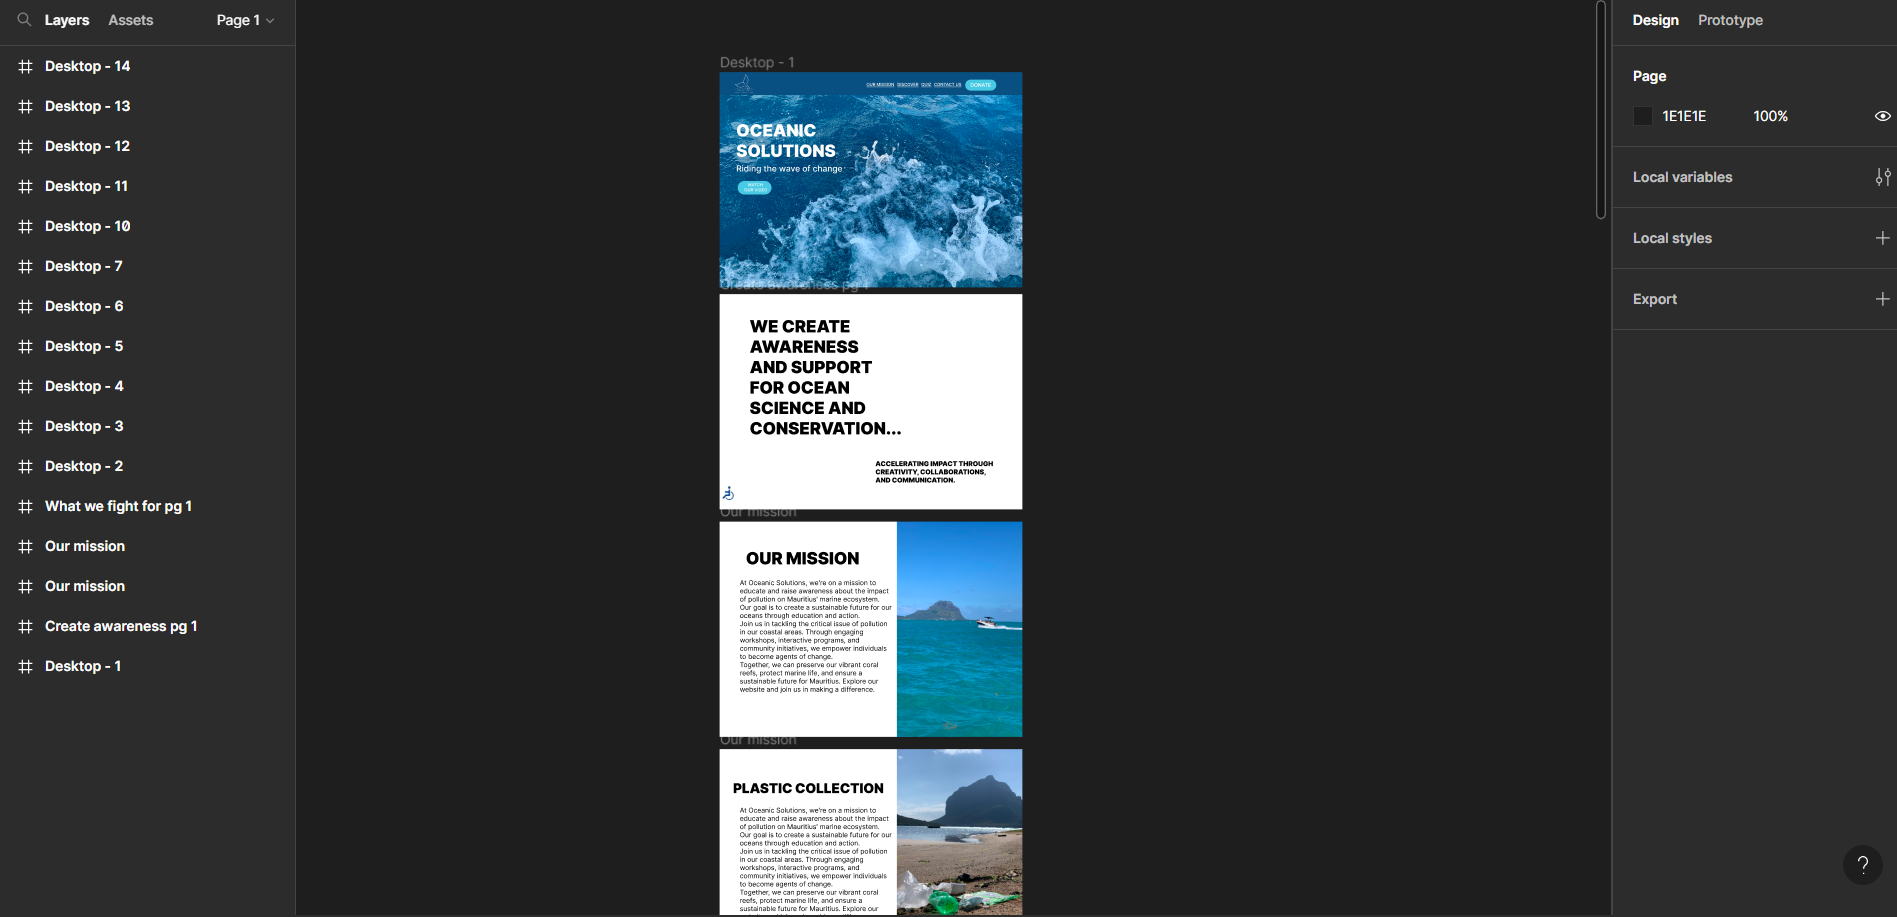 Layers Assets Page 1
Desktop - 14
Desktop - 13
Desktop - 12
Desktop - 11
Desktop - 10
Desktop - 7
Desktop - 6
Desktop - 5
Desktop - 4
Desktop - 3
Desktop - 2
What we fight for pg 1
Our mission
Our mission
Create awareness pg 1
Desktop - 1
Desktop - 1
OUR MISSION DISCOVER QUIZ CONTACT US DONATE
OCEANIC
SOLUTIONS
Riding the wave of change
WATCH
OUR VIDEO
Create awareness pg 1
WE CREATE
AWARENESS
AND SUPPORT
FOR OCEAN
SCIENCE AND
CONSERVATION...
ACCELERATING IMPACT THROUGH
CREATIVITY, COLLABORATIONS,
AND COMMUNICATION.
Our mission
OUR MISSION
At Oceanic Solutions, we're on a mission to
educate and raise awareness about the impact
of pollution on Mauritius' marine ecosystem.
Our goal is to create a sustainable future for our
oceans through education and action.
Join us in tackling the critical issue of pollution
in our coastal areas. Through engaging
workshops, interactive programs, and
community initiatives, we empower individuals
to become agents of change.
Together, we can preserve our vibrant coral
reefs, protect marine life, and ensure a
sustainable future for Mauritius. Explore our
website and join us in making a difference.
Our mission
PLASTIC COLLECTION
At Oceanic Solutions, we're on a mission to
educate and raise awareness about the impact
of pollution on Mauritius' marine ecosystem.
Our goal is to create a sustainable future for our
oceans through education and action.
Join us in tackling the critical issue of pollution
in our coastal areas. Through engaging
workshops, interactive programs, and
community initiatives, we empower individuals
to become agents of change.
Together, we can preserve our vibrant coral
reefs, protect marine life, and ensure a
sustainable future for Mauritius. Explore our
Design Prototype
Page
1E1E1E 100%
Local variables
Local styles
Export
?